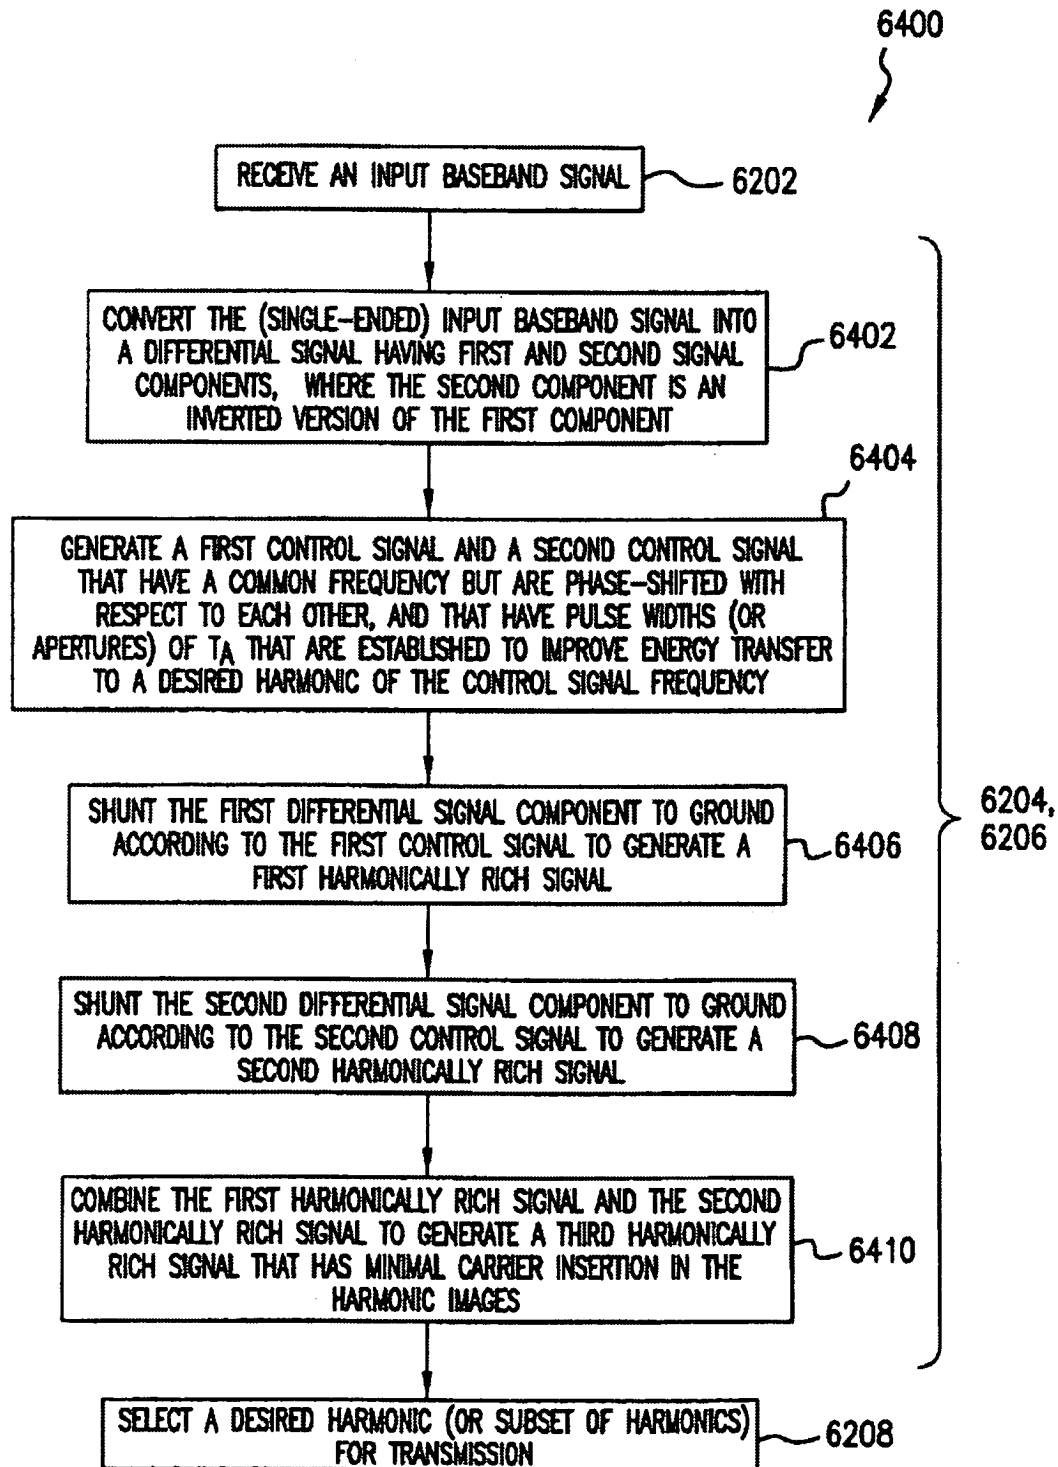 6400
RECEIVE AN INPUT BASEBAND SIGNAL
6202
CONVERT THE (SINGLE-ENDED) INPUT BASEBAND SIGNAL INTO
A DIFFERENTIAL SIGNAL HAVING FIRST AND SECOND SIGNAL
COMPONENTS, WHERE THE SECOND COMPONENT IS AN
INVERTED VERSION OF THE FIRST COMPONENT
6402
6404
GENERATE A FIRST CONTROL SIGNAL AND A SECOND CONTROL SIGNAL
THAT HAVE A COMMON FREQUENCY BUT ARE PHASE-SHIFTED WITH
RESPECT TO EACH OTHER, AND THAT HAVE PULSE WIDTHS (OR
APERTURES) OF TA THAT ARE ESTABLISHED TO IMPROVE ENERGY TRANSFER
TO A DESIRED HARMONIC OF THE CONTROL SIGNAL FREQUENCY
SHUNT THE FIRST DIFFERENTIAL SIGNAL COMPONENT TO GROUND
ACCORDING TO THE FIRST CONTROL SIGNAL TO GENERATE A
FIRST HARMONICALLY RICH SIGNAL
6406
6204,
6206
SHUNT THE SECOND DIFFERENTIAL SIGNAL COMPONENT TO GROUND
ACCORDING TO THE SECOND CONTROL SIGNAL TO GENERATE A
SECOND HARMONICALLY RICH SIGNAL
6408
COMBINE THE FIRST HARMONICALLY RICH SIGNAL AND THE SECOND
HARMONICALLY RICH SIGNAL TO GENERATE A THIRD HARMONICALLY
RICH SIGNAL THAT HAS MINIMAL CARRIER INSERTION IN THE
HARMONIC IMAGES
6410
SELECT A DESIRED HARMONIC (OR SUBSET OF HARMONICS)
FOR TRANSMISSION
6208